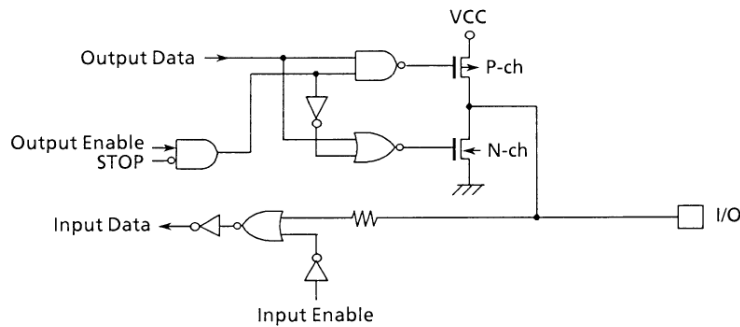 VCC
Output Data
P-ch
Output Enable
STOP
N-ch
Input Data
I/O
Input Enable